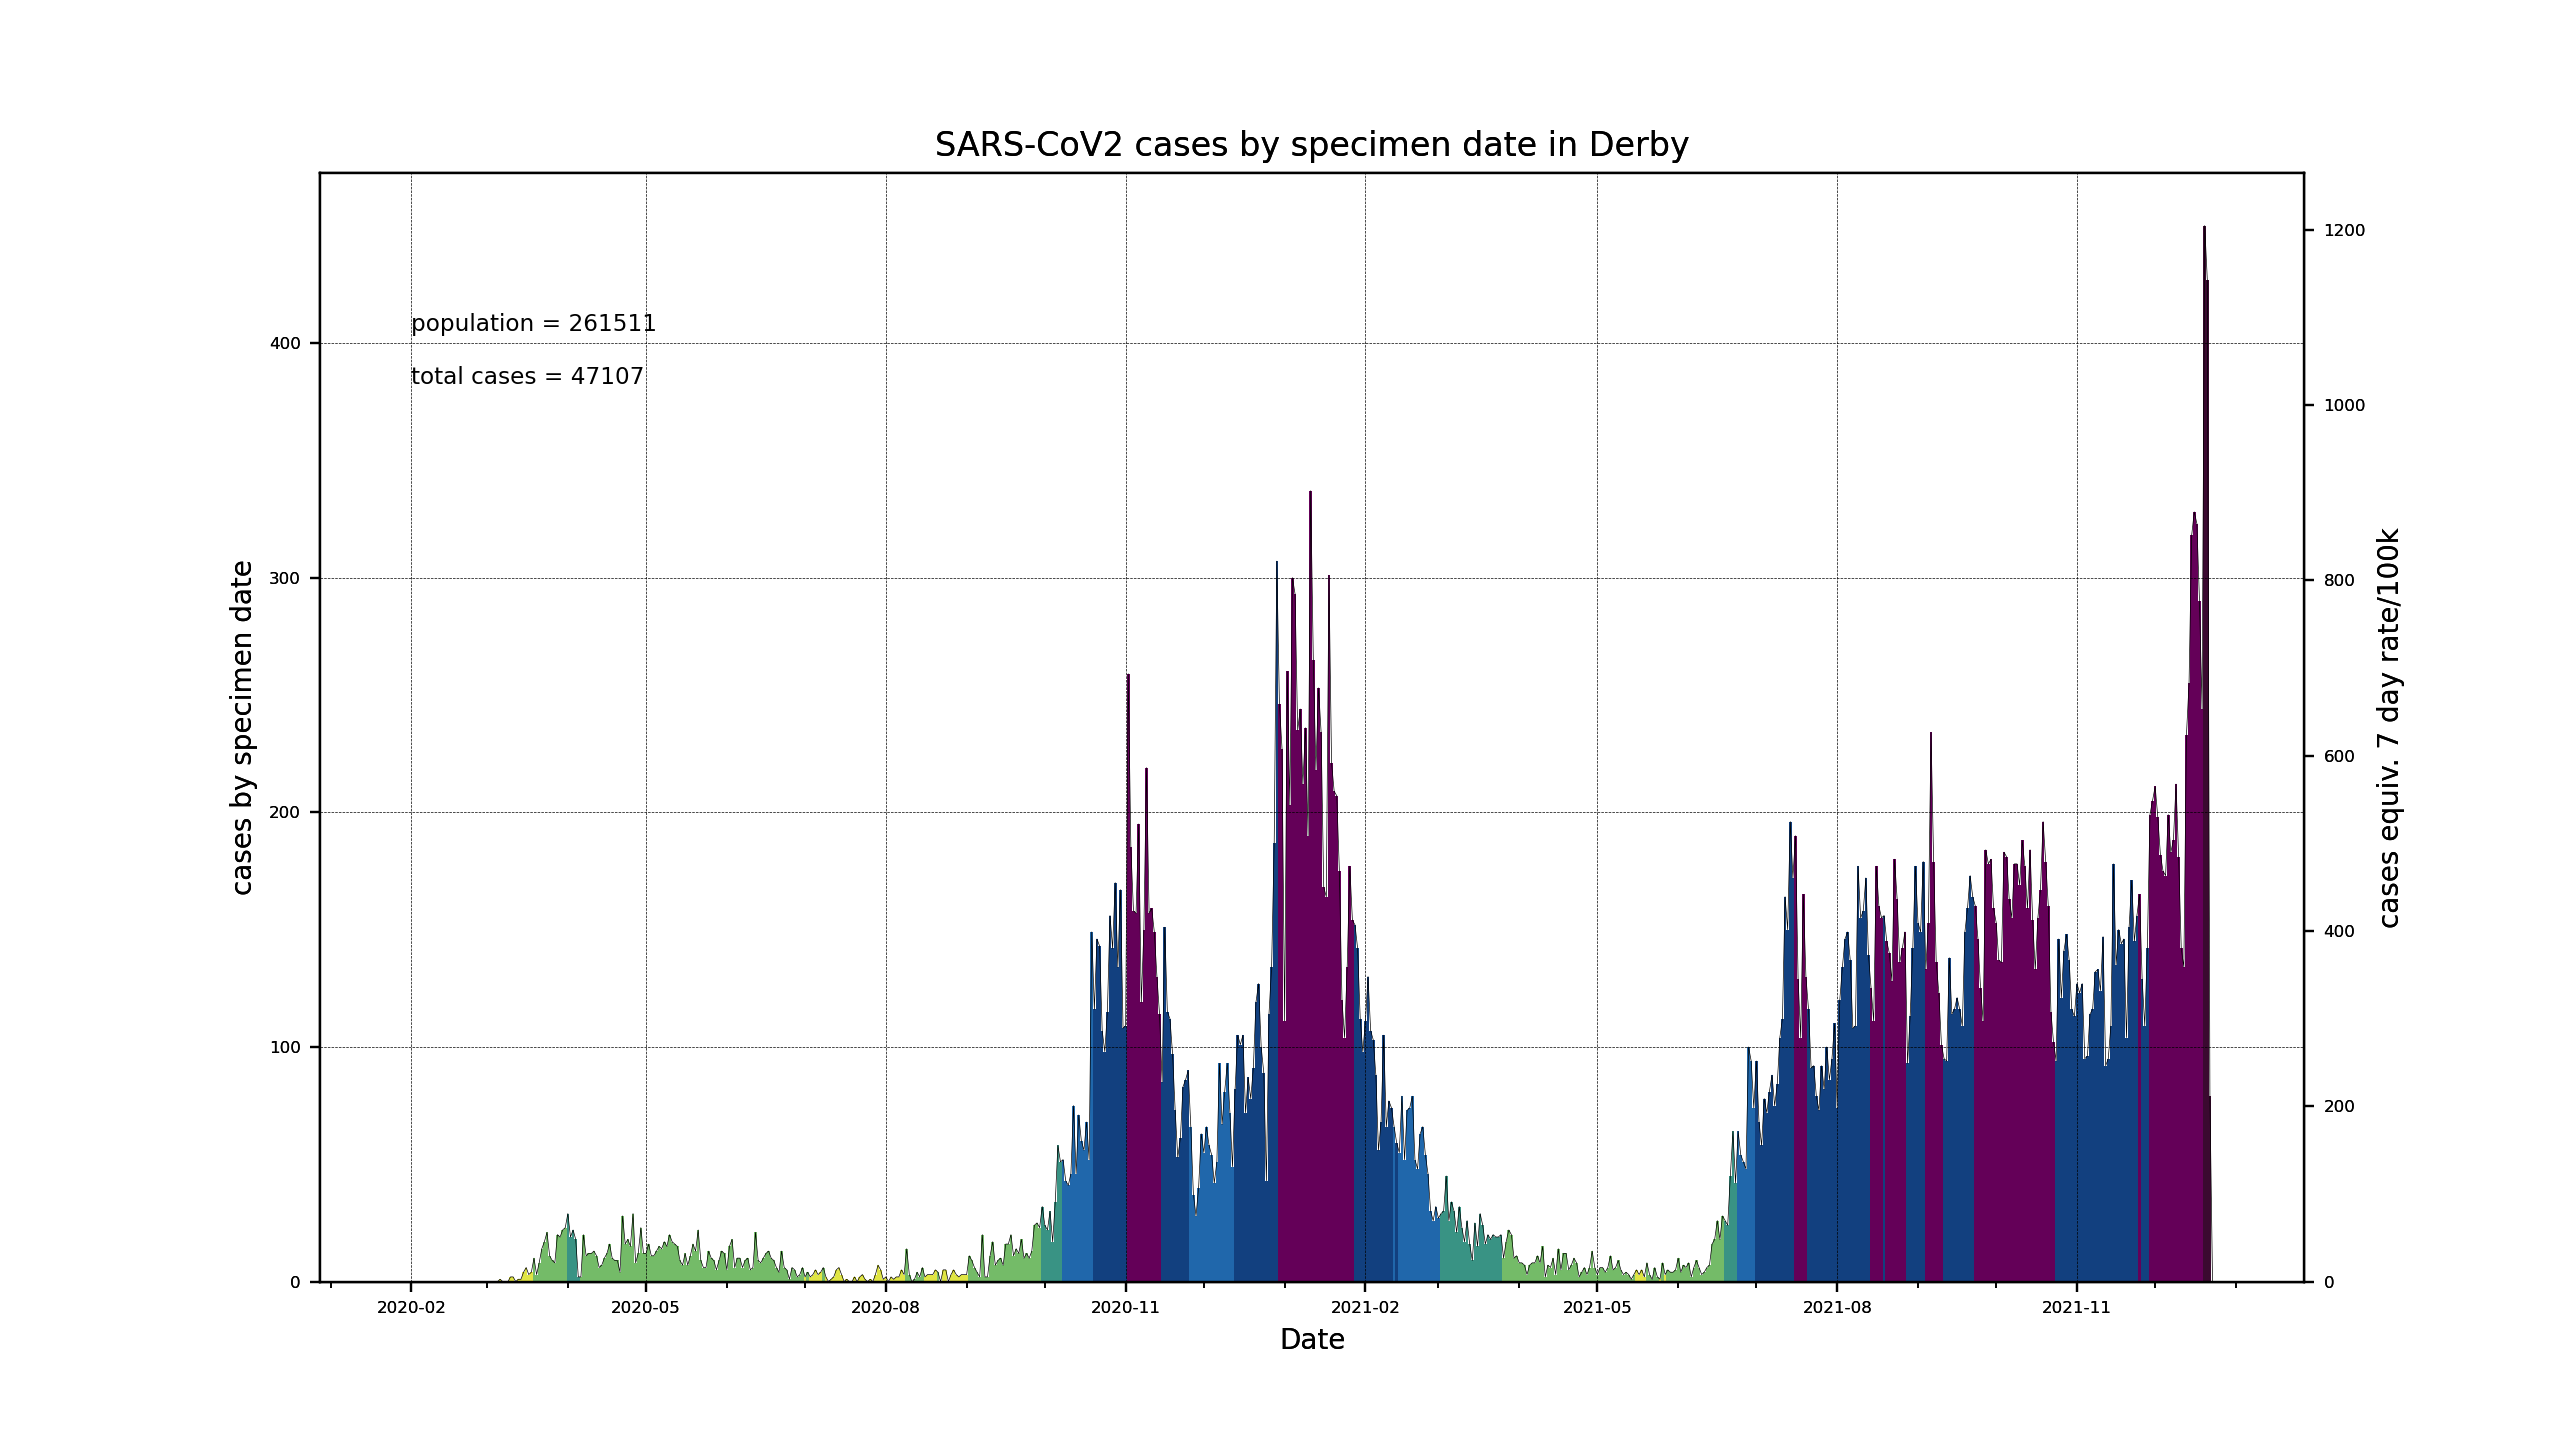 SARS-CoV2 cases by specimen date in Derby
population = 261511
total cases = 47107
cases by specimen date
400
300
200
100
0
1200
1000
800
600
400
200
0
cases equiv. 7 day rate/100k
2020-02 2020-05 2020-08 2020-11 2021-02 2021-05 2021-08 2021-11
Date